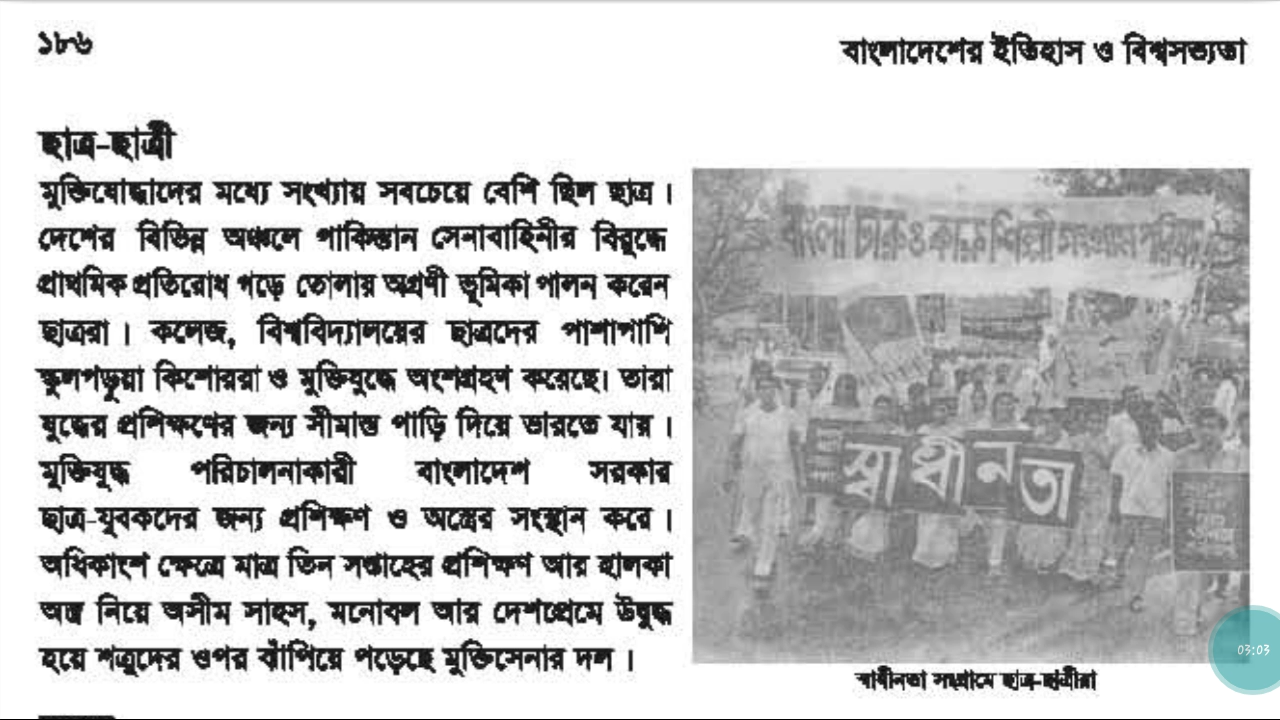 ১৮৬
বাংলাদেশের ইতিহাস ও বিশ্বসভ্যতা
ছাত্র-ছাত্রী
মুক্তিযোদ্ধাদের মধ্যে সংখ্যায় সবচেয়ে বেশি ছিল ছাত্র।
দেশের বিভিন্ন অঞ্চলে পাকিস্তান সেনাবাহিনীর বিরুদ্ধে
প্রাথমিক প্রতিরোধ গড়ে তোলায় অগ্রণী ভূমিকা পালন করেন
ছাত্ররা। কলেজ, বিশ্ববিদ্যালয়ের ছাত্রদের পাশাপাশি
স্কুলপড়ুয়া কিশোররা ও মুক্তিযুদ্ধে অংশগ্রহণ করেছে। তারা
যুদ্ধের প্রশিক্ষণের জন্য সীমান্ত পাড়ি দিয়ে ভারতে যায়।
মুক্তিযুদ্ধ পরিচালনাকারী বাংলাদেশ সরকার
ছাত্র-যুবকদের জন্য প্রশিক্ষণ ও অস্ত্রের সংস্থান করে।
অধিকাংশ ক্ষেত্রে মাত্র তিন সপ্তাহের প্রশিক্ষণ আর হালকা
অস্ত্র নিয়ে অসীম সাহস, মনোবল আর দেশপ্রেমে উদ্বুদ্ধ
হয়ে শত্রুদের ওপর ঝাঁপিয়ে পড়েছে মুক্তিসেনার দল।
বাংলা চারু ও কারু শিল্পী সংগ্রাম পরিষদ
স্বাধীনতা
স্বাধীনতা সংগ্রামে ছাত্র-ছাত্রীরা
03:03